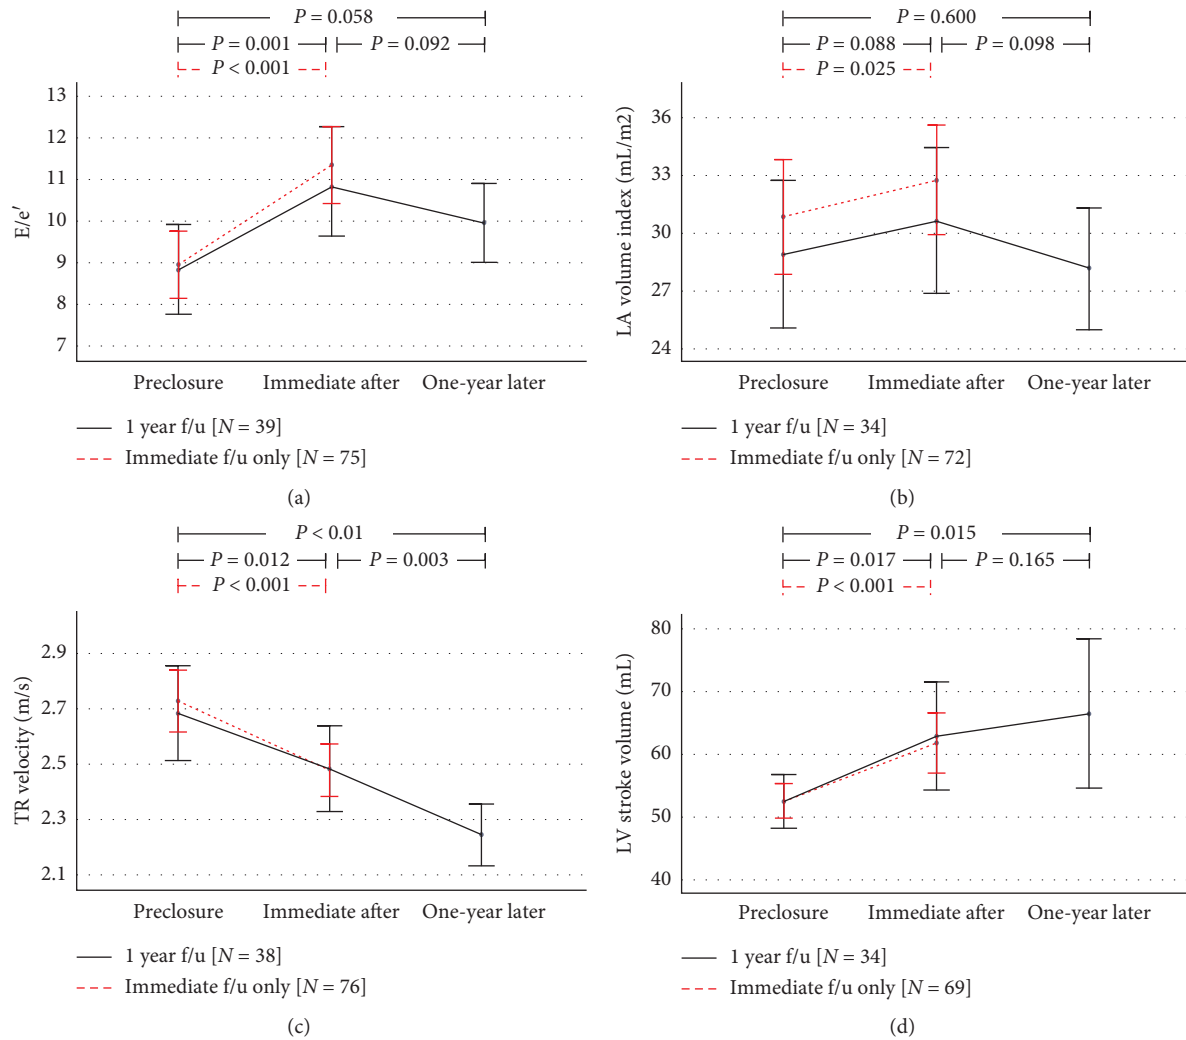 P = 0.058
P = 0.001 P = 0.092
P < 0.001
13
12
11
10
9
8
7
E/e′
Preclosure Immediate after One-year later
1 year f/u [N = 39]
Immediate f/u only [N = 75]
(a)
P = 0.600
P = 0.088 P = 0.098
P = 0.025
36
33
30
27
24
LA volume index (mL/m2)
Preclosure Immediate after One-year later
1 year f/u [N = 34]
Immediate f/u only [N = 72]
(b)
P < 0.01
P = 0.012 P = 0.003
P < 0.001
2.9
2.7
2.5
2.3
2.1
TR velocity (m/s)
Preclosure Immediate after One-year later
1 year f/u [N = 38]
Immediate f/u only [N = 76]
(c)
P = 0.015
P = 0.017 P = 0.165
P < 0.001
80
70
60
50
40
LV stroke volume (mL)
Preclosure Immediate after One-year later
1 year f/u [N = 34]
Immediate f/u only [N = 69]
(d)